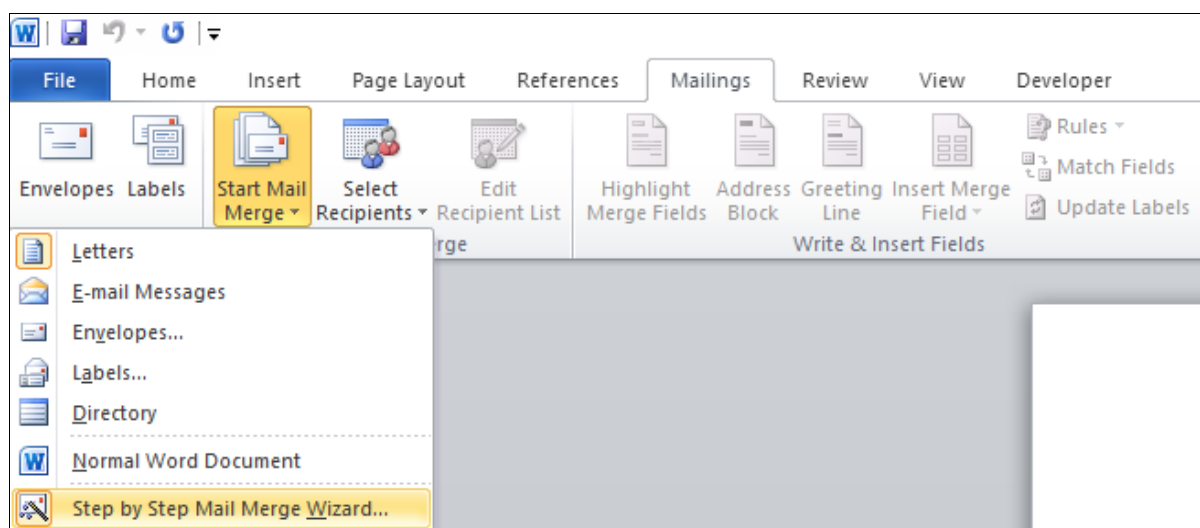 W
File Home Insert Page Layout References Mailings Review View Developer
Envelopes Labels Start Mail Merge Select Recipients Edit Recipient List Highlight Merge Fields Address Block Greeting Line Insert Merge Field Rules
Match Fields
Update Labels
rge Write & Insert Fields
Letters
E-mail Messages
Envelopes...
Labels...
Directory
W Normal Word Document
Step by Step Mail Merge Wizard...